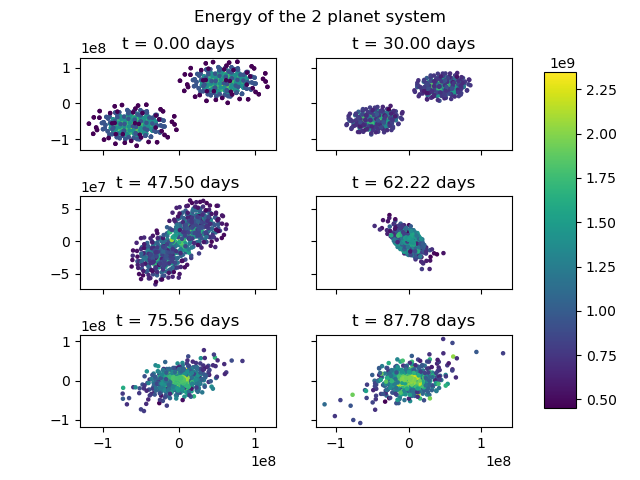 Energy of the 2 planet system
1e8
t = 0.00 days
t = 30.00 days
1
0
−1
1e9
2.25
2.00
1.75
1.50
1.25
1.00
0.75
0.50
1e7
t = 47.50 days
t = 62.22 days
5
0
−5
1e8
t = 75.56 days
t = 87.78 days
1
0
−1
−1 0 1
1e8
−1 0 1
1e8